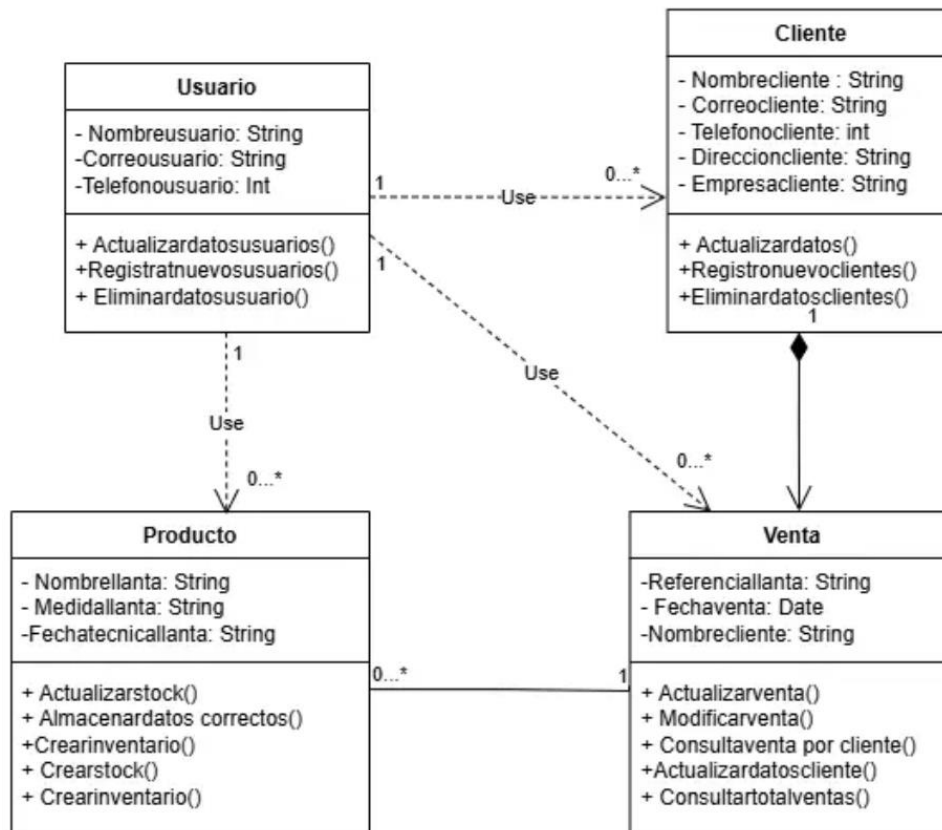 Cliente
- Nombrecliente : String
- Correocliente: String
- Telefonocliente: int
- Direccioncliente: String
- Empresacliente: String
+ Actualizardatos()
+Registronuevoclientes()
+Eliminardatosclientes()
1
Usuario
- Nombreusuario: String
-Correousuario: String
-Telefonousuario: Int
+ Actualizardatosusuarios()
+Registratnuevosusuarios()
+ Eliminardatosusuario()
1
Use
0...*
1
Use
0...*
1
Use
0...*
Producto
- Nombrellanta: String
- Medidallanta: String
-Fechatecnicallanta: String
+ Actualizarstock()
+ Almacenardatos correctos()
+Crearinventario()
+ Crearstock()
+ Crearinventario()
0...*
1
Venta
-Referenciallanta: String
- Fechaventa: Date
-Nombrecliente: String
+ Actualizarventa()
+ Modificarventa()
+ Consultaventa por cliente()
+Actualizardatoscliente()
+ Consultartotalventas()